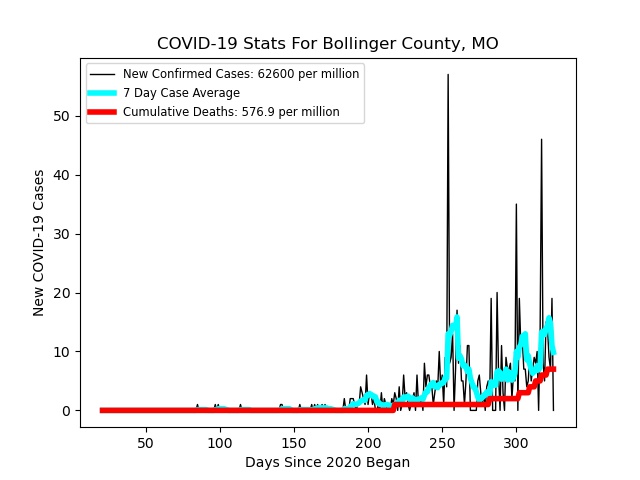 COVID-19 Stats For Bollinger County, MO
New Confirmed Cases: 62600 per million
7 Day Case Average
Cumulative Deaths: 576.9 per million
New COVID-19 Cases
50
40
30
20
10
0
50 100 150 200 250 300
Days Since 2020 Began